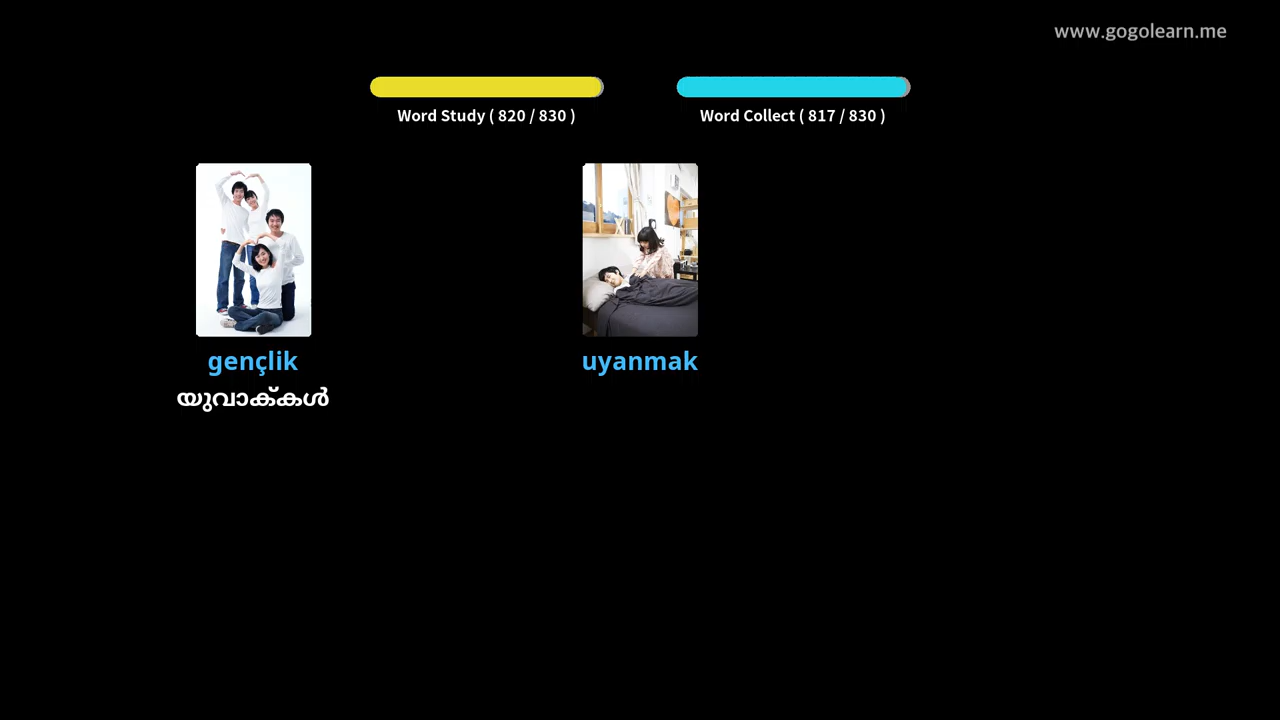 www.gogolearn.me
Word Study ( 820 / 830 )
Word Collect ( 817 / 830 )
gençlik
uyanmak
യുവാക്കൾ